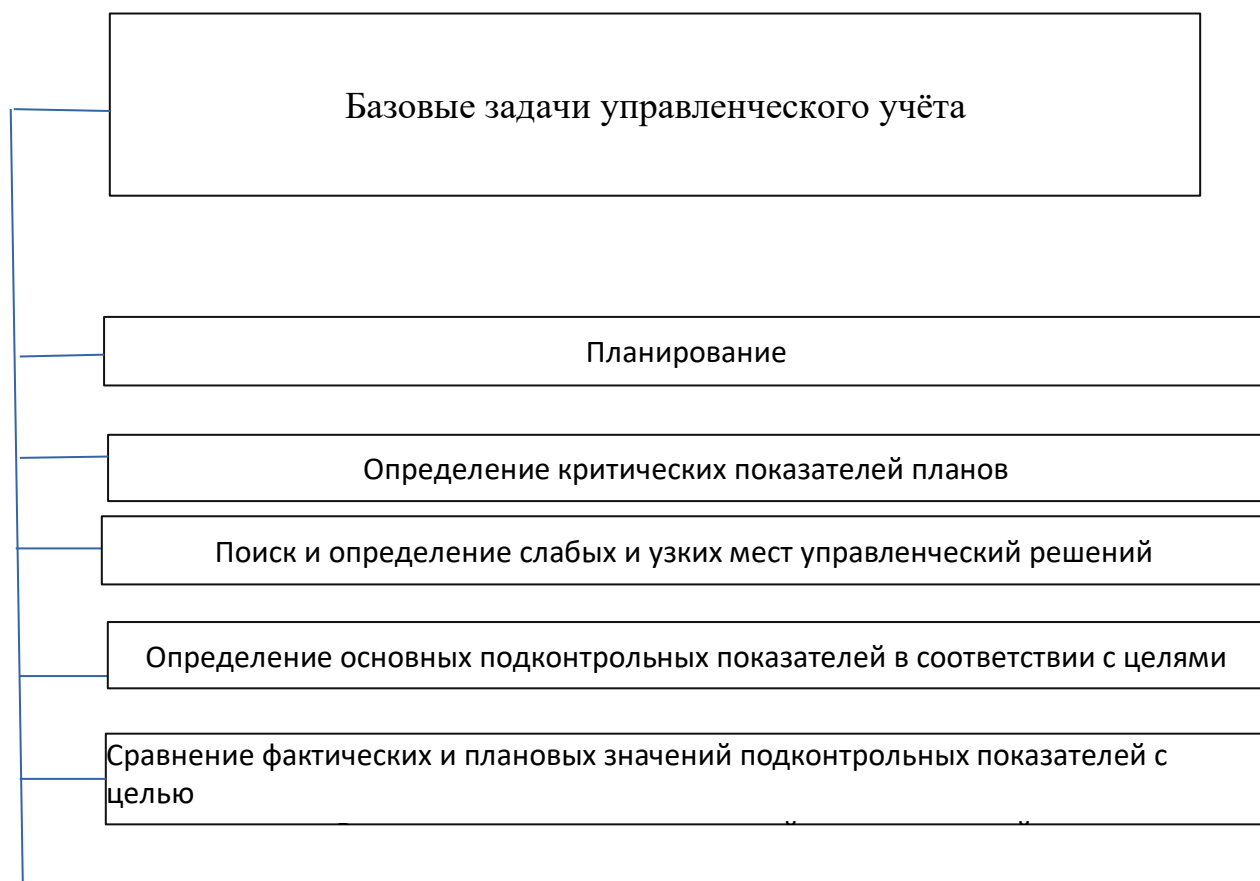 Базовые задачи управленческого учёта
Планирование
Определение критических показателей планов
Поиск и определение слабых и узких мест управленческий решений
Определение основных подконтрольных показателей в соответствии с целями
Сравнение фактических и плановых значений подконтрольных показателей с
целью